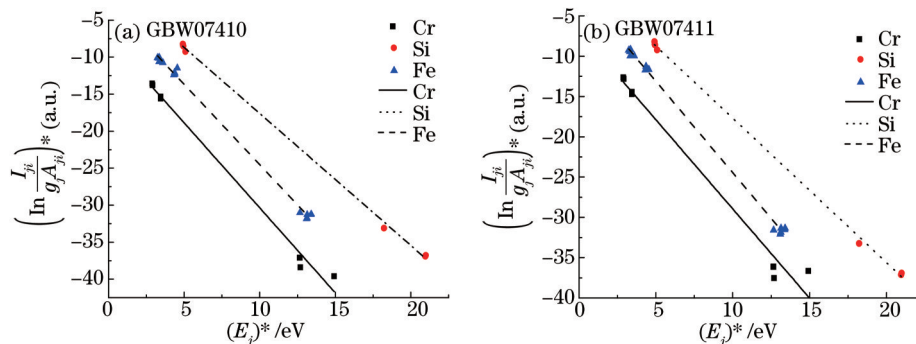 (a) GBW07410
Cr
Si
Fe
Cr
Si
Fe
-5
-10
-15
-20
-25
-30
-35
-40
(ln I_ji / g_j A_ji)* (a.u.)
0 5 10 15 20
(E_j)* /eV
(b) GBW07411
Cr
Si
Fe
Cr
Si
Fe
-5
-10
-15
-20
-25
-30
-35
-40
(ln I_ji / g_j A_ji)* (a.u.)
0 5 10 15 20
(E_j)* /eV